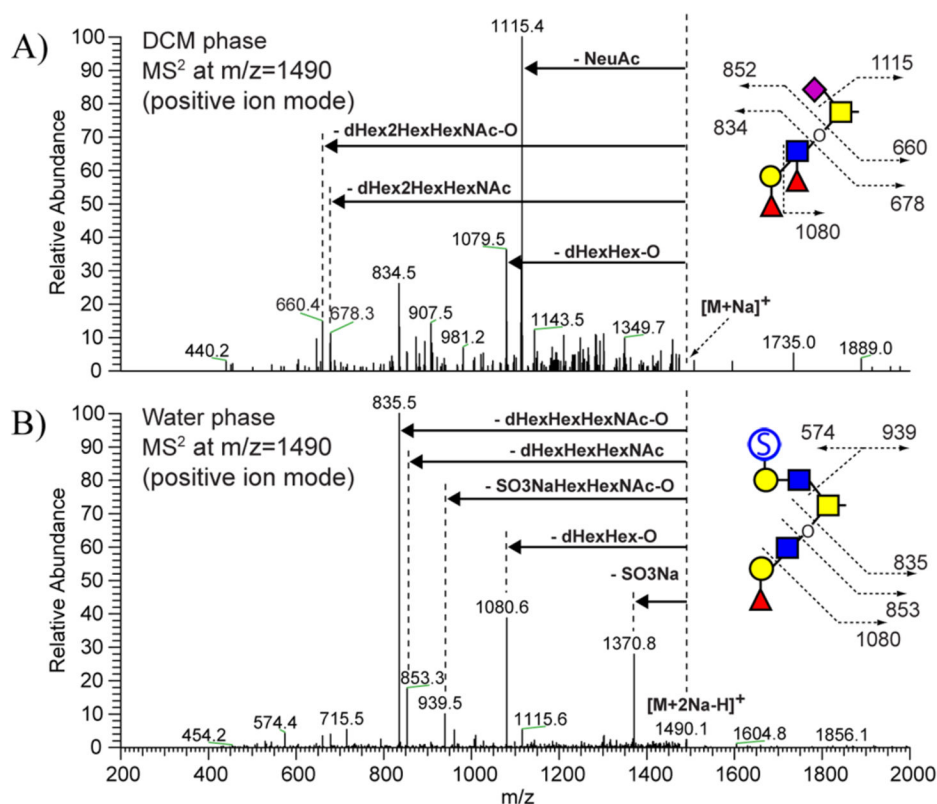 A)
DCM phase
MS² at m/z=1490
(positive ion mode)
1115.4
- NeuAc
- dHex2HexHexNAc-O
- dHex2HexHexNAc
- dHexHex-O
[M+Na]⁺
852
1115
834
O
660
678
1080
Relative Abundance
100
90
80
70
60
50
40
30
20
10
0
440.2
660.4
678.3
834.5
907.5
981.2
1079.5
1143.5
1349.7
1735.0
1889.0
B)
Water phase
MS² at m/z=1490
(positive ion mode)
835.5
- dHexHexHexNAc-O
- dHexHexHexNAc
- SO3NaHexHexNAc-O
- dHexHex-O
- SO3Na
[M+2Na-H]⁺
S
574
939
O
835
853
1080
Relative Abundance
100
90
80
70
60
50
40
30
20
10
0
454.2
574.4
715.5
853.3
939.5
1080.6
1115.6
1370.8
1490.1
1604.8
1856.1
200
400
600
800
1000
1200
1400
1600
1800
2000
m/z